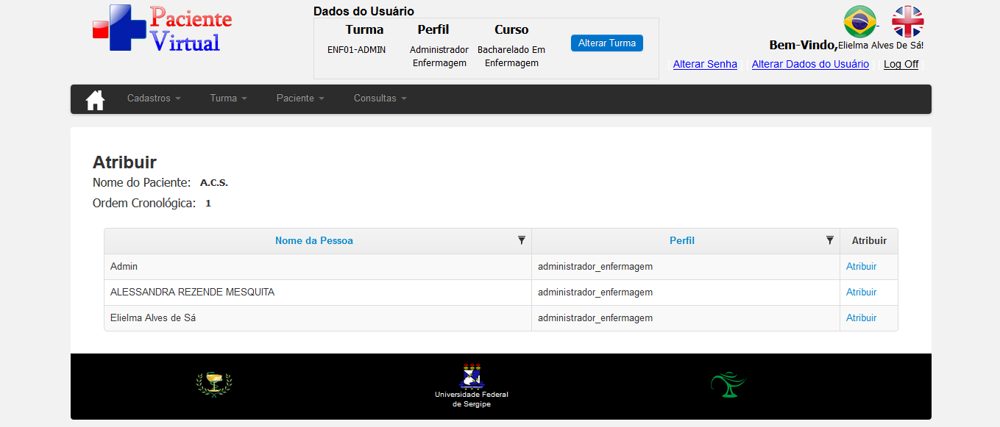 Paciente
Virtual
Dados do Usuário
Turma Perfil Curso
ENF01-ADMIN Administrador Enfermagem Bacharelado Em Enfermagem
Alterar Turma
Bem-Vindo,Elielma Alves De Sá!
Alterar Senha Alterar Dados do Usuário Log Off
Cadastros Turma Paciente Consultas
Atribuir
Nome do Paciente: A.C.S.
Ordem Cronológica: 1
Nome da Pessoa Perfil Atribuir
Admin administrador_enfermagem Atribuir
ALESSANDRA REZENDE MESQUITA administrador_enfermagem Atribuir
Elielma Alves de Sá administrador_enfermagem Atribuir
Universidade Federal
de Sergipe